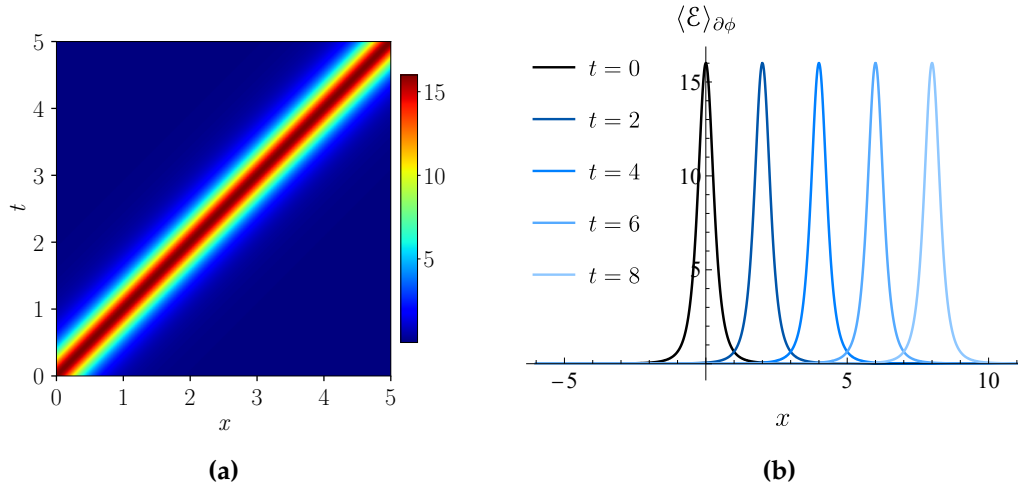 5
4
3
2
1
0
t
0 1 2 3 4 5
x
15
10
5
(a)
⟨ℰ⟩∂ϕ
t = 0
t = 2
t = 4
t = 6
t = 8
15
10
5
−5 5 10
x
(b)